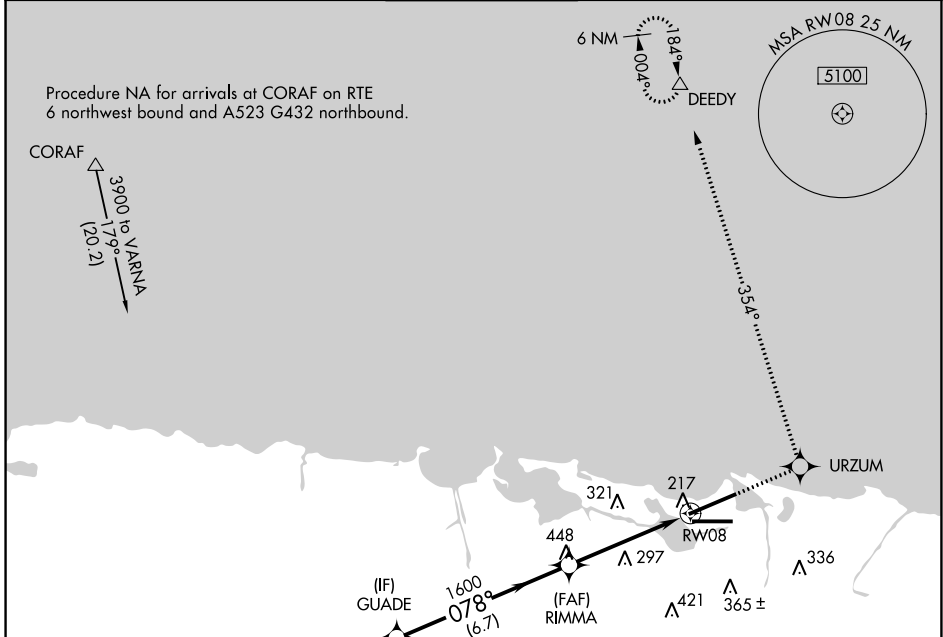 6 NM
184°
004°
DEEDY
MSA RW08 25 NM
5100
Procedure NA for arrivals at CORAF on RTE
6 northwest bound and A523 G432 northbound.
CORAF
3900 to VARNA
179°
(20.2)
354°
URZUM
321
217
RW08
448
297
336
(IF)
GUADE
1600
078°
(6.7)
(FAF)
RIMMA
421
365 ±